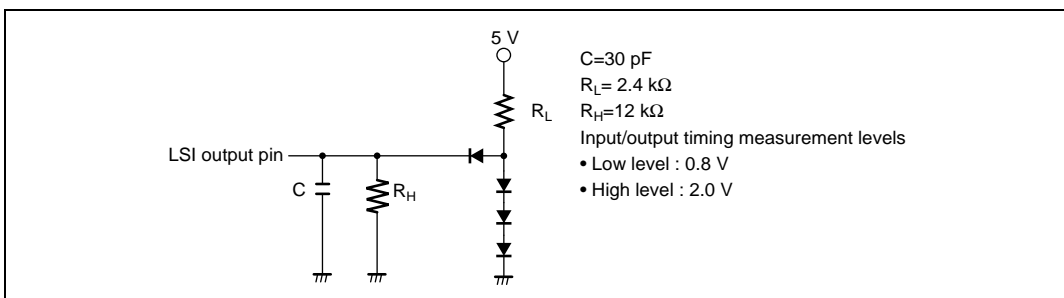 5 V
C=30 pF
RL= 2.4 kΩ
RH=12 kΩ
Input/output timing measurement levels
• Low level : 0.8 V
• High level : 2.0 V
RL
LSI output pin
C
RH